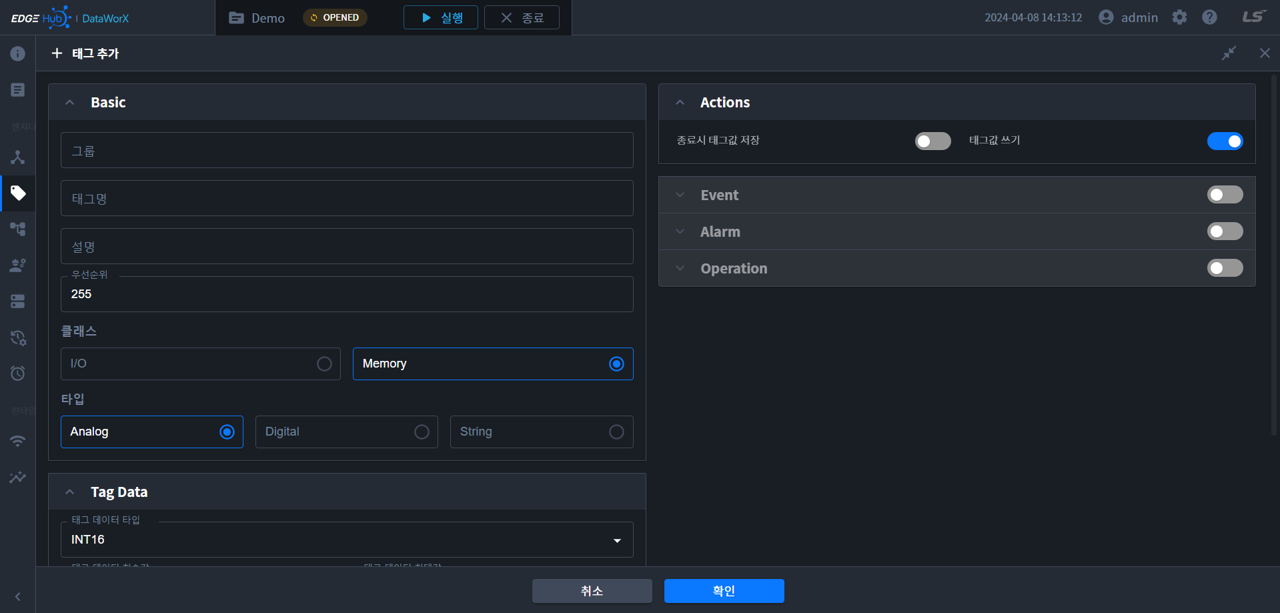 EDGE Hub | DataWorX
Demo
OPENED
실행
종료
2024-04-08 14:13:12
admin
LS
태그 추가
Basic
그룹
태그명
설명
우선순위
255
클래스
I/O
Memory
타입
Analog
Digital
String
Tag Data
태그 데이터 타입
INT16
Actions
종료시 태그값 저장
태그값 쓰기
Event
Alarm
Operation
취소
확인